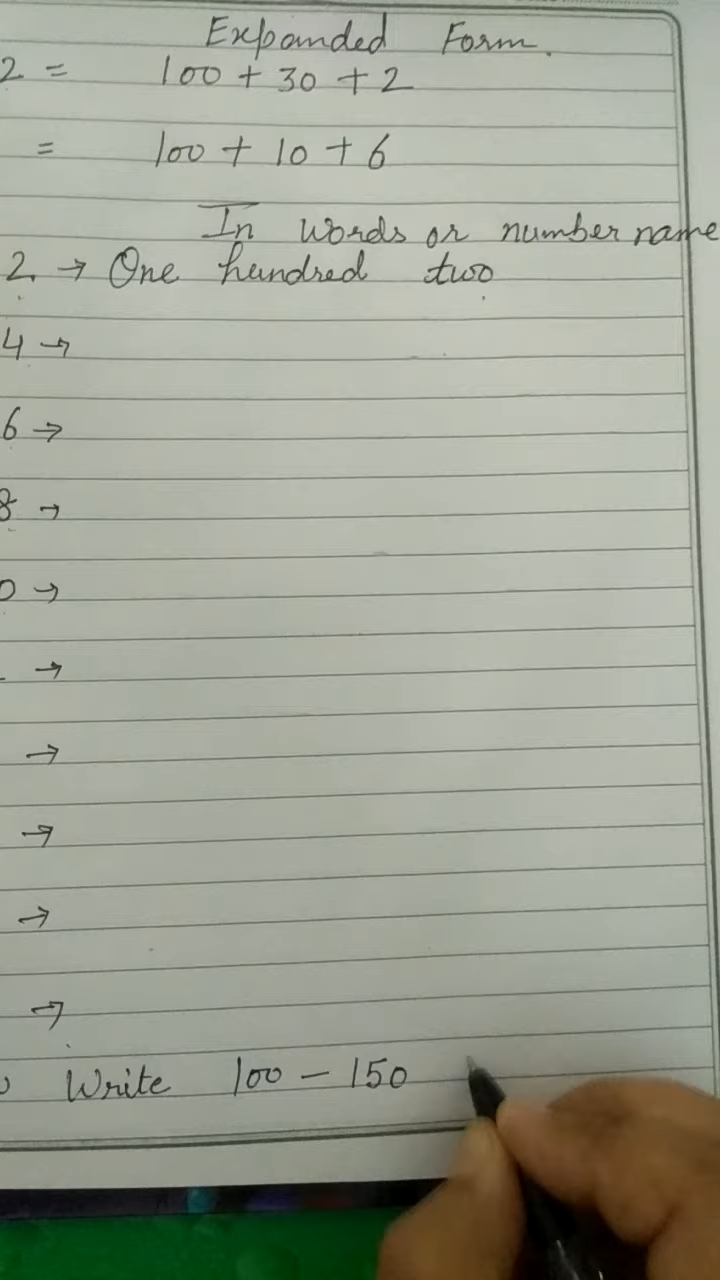 Expanded Form.
2 = 100 + 30 + 2
= 100 + 10 + 6
In words or number name
2. → One hundred two
4 →
6 →
8 →
0 →
→
→
→
→
→
Write 100 - 150